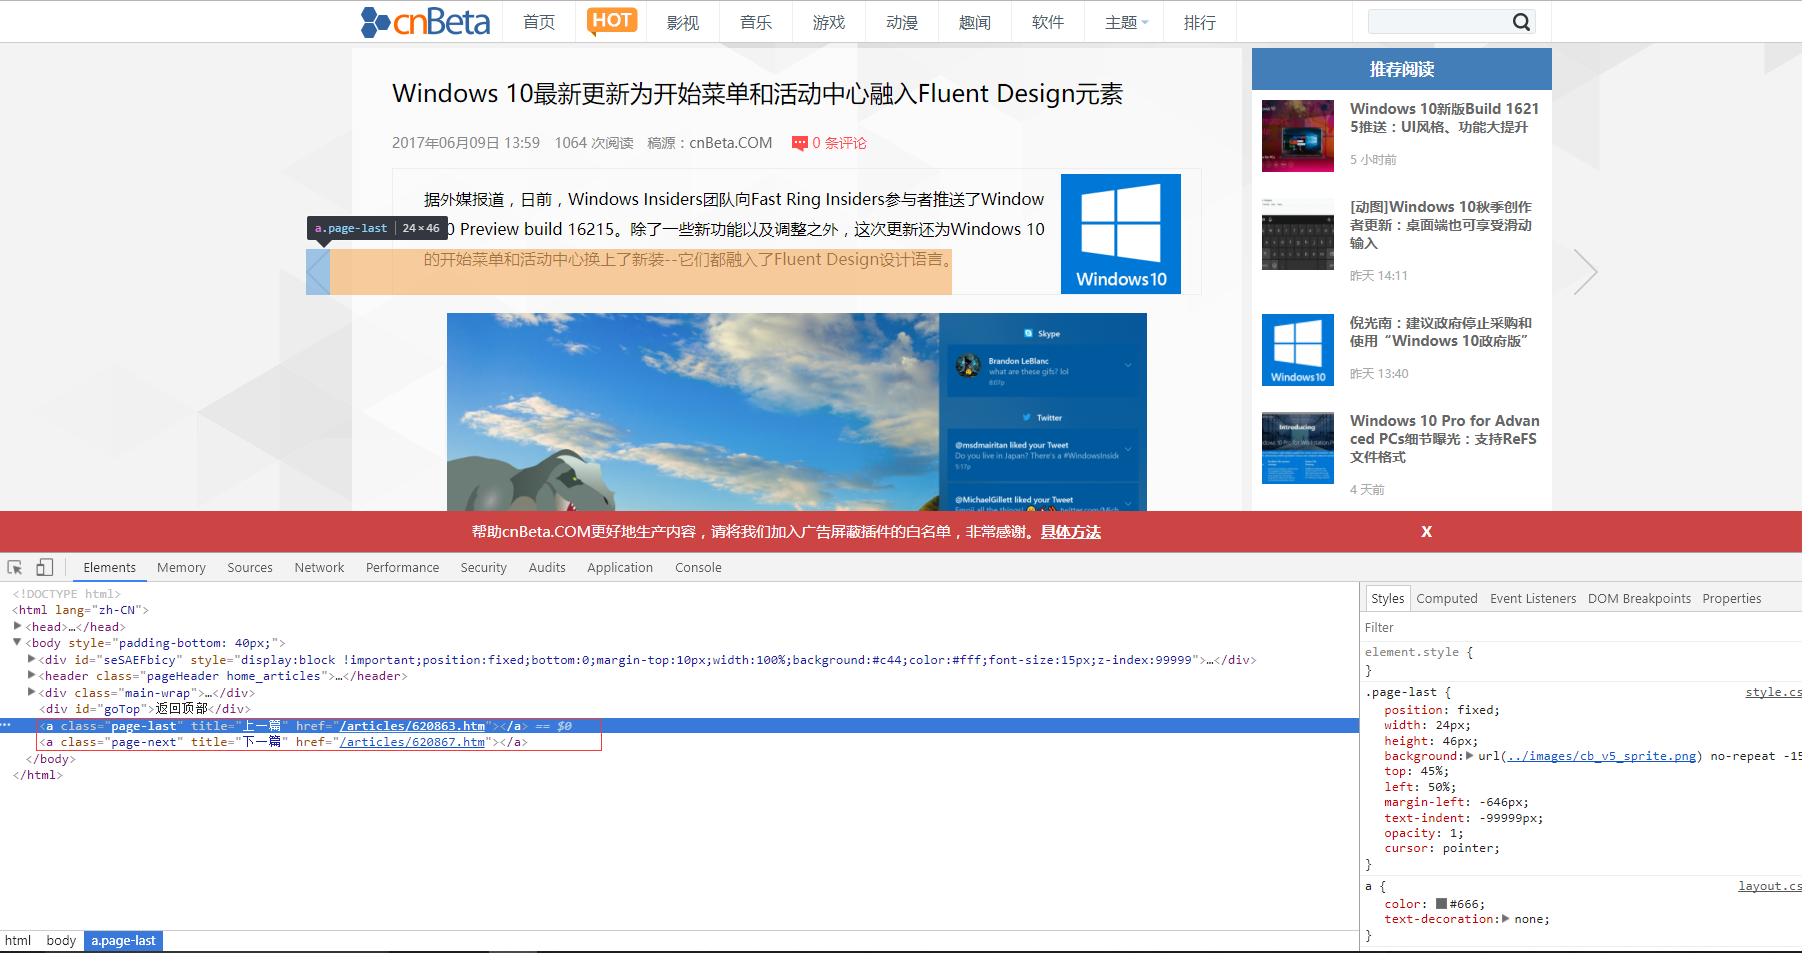 cnBeta 首页 HOT 影视 音乐 游戏 动漫 趣闻 软件 主题 排行
Windows 10最新更新为开始菜单和活动中心融入Fluent Design元素
2017年06月09日 13:59 1064 次阅读 稿源：cnBeta.COM 0 条评论
据外媒报道，日前，Windows Insiders团队向Fast Ring Insiders参与者推送了Window
0 Preview build 16215。除了一些新功能以及调整之外，这次更新还为Windows 10
的开始菜单和活动中心换上了新装--它们都融入了Fluent Design设计语言。
a.page-last 24×46
Windows10
Skype
Brandon LeBlanc
what are these gifs? lol
6:07p
Twitter
@msdmairitan liked your Tweet
Do you live in Japan? There's a #WindowsInside
5:17p
@MichaelGillett liked your Tweet
推荐阅读
Windows 10新版Build 1621
5推送：UI风格、功能大提升
5 小时前
[动图]Windows 10秋季创作
者更新：桌面端也可享受滑动
输入
昨天 14:11
Windows10
倪光南：建议政府停止采购和
使用“Windows 10政府版”
昨天 13:40
Introducing
Windows 10 Pro for Advan
ced PCs细节曝光：支持ReFS
文件格式
4 天前
帮助cnBeta.COM更好地生产内容，请将我们加入广告屏蔽插件的白名单，非常感谢。具体方法 X
Elements Memory Sources Network Performance Security Audits Application Console
<!DOCTYPE html>
<html lang="zh-CN">
<head>…</head>
<body style="padding-bottom: 40px;">
<div id="seSAEFbicy" style="display:block !important;position:fixed;bottom:0;margin-top:10px;width:100%;background:#c44;color:#fff;font-size:15px;z-index:99999">…</div>
<header class="pageHeader home_articles">…</header>
<div class="main-wrap">…</div>
<div id="goTop">返回顶部</div>
<a class="page-last" title="上一篇" href="/articles/620863.htm"></a> == $0
<a class="page-next" title="下一篇" href="/articles/620867.htm"></a>
</body>
</html>
html body a.page-last
Styles Computed Event Listeners DOM Breakpoints Properties
Filter
element.style {
}
.page-last { style.cs
position: fixed;
width: 24px;
height: 46px;
background: url(../images/cb_v5_sprite.png) no-repeat -15
top: 45%;
left: 50%;
margin-left: -646px;
text-indent: -99999px;
opacity: 1;
cursor: pointer;
}
a { layout.cs
color: #666;
text-decoration: none;
}